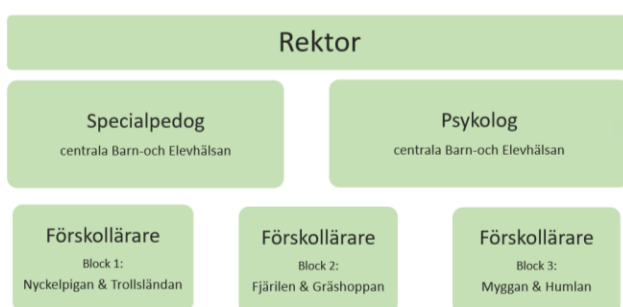 Rektor
Specialpedog
centrala Barn-och Elevhälsan
Psykolog
centrala Barn-och Elevhälsan
Förskollärare
Block 1:
Nyckelpigan & Trollsländan
Förskollärare
Block 2:
Fjärilen & Gräshoppan
Förskollärare
Block 3:
Myggan & Humlan